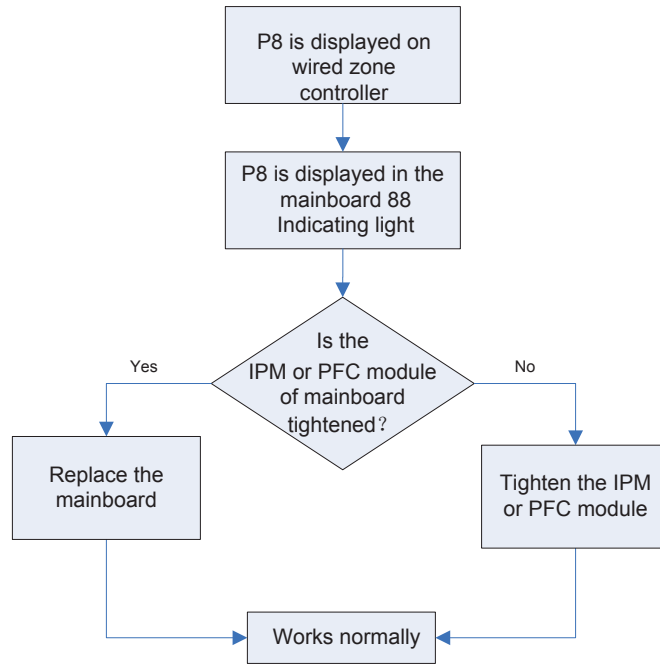 P8 is displayed on
wired zone
controller
P8 is displayed in the
mainboard 88
Indicating light
Is the
IPM or PFC module
of mainboard
tightened？
Yes
No
Replace the
mainboard
Tighten the IPM
or PFC module
Works normally